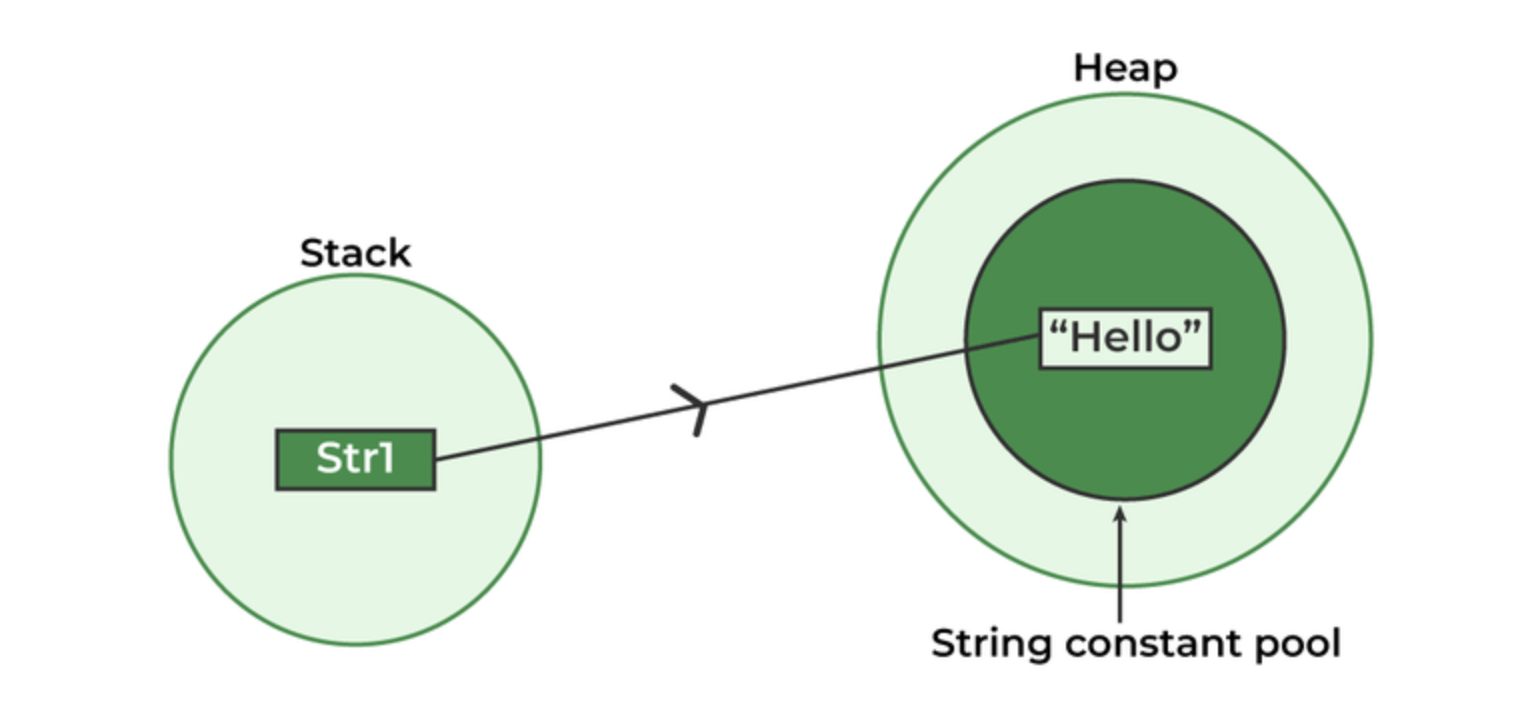 Heap
Stack
“Hello”
Str1
String constant pool